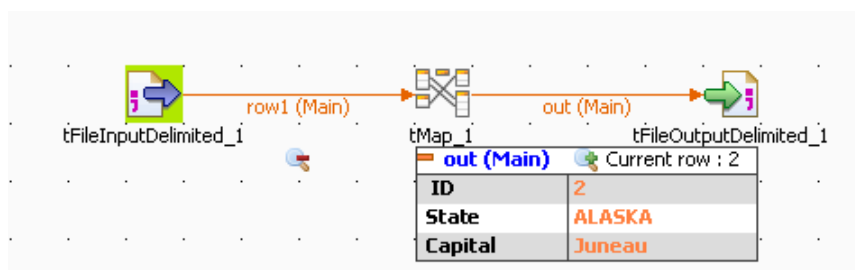 row1 (Main)
out (Main)
tFileInputDelimited_1
tMap_1
tFileOutputDelimited_1
out (Main) Current row : 2
ID 2
State ALASKA
Capital Juneau